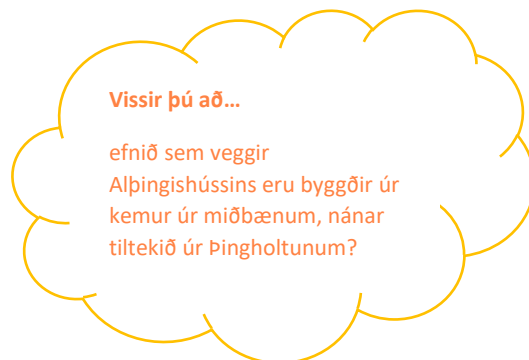 Vissir þú að…
efnið sem veggir
Alþingishússins eru byggðir úr
kemur úr miðbænum, nánar
tiltekið úr Þingholtunum?